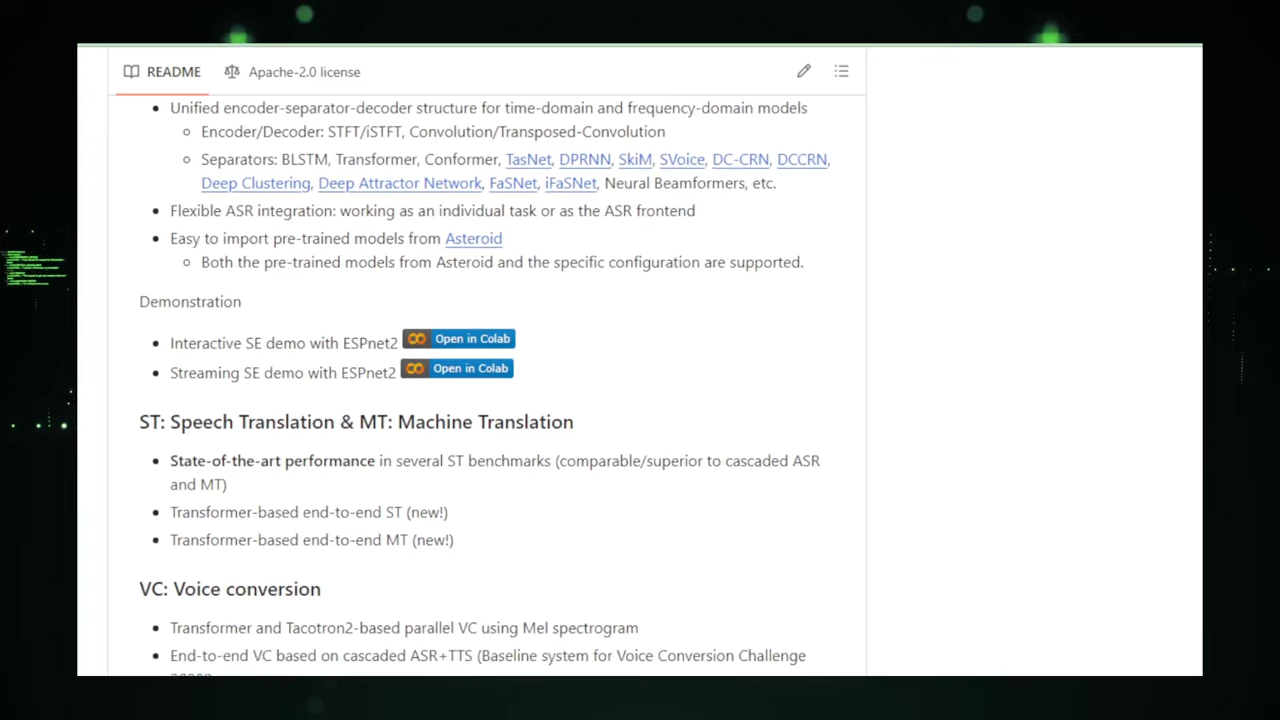 README
Apache-2.0 license
Unified encoder-separator-decoder structure for time-domain and frequency-domain models
Encoder/Decoder: STFT/iSTFT, Convolution/Transposed-Convolution
Separators: BLSTM, Transformer, Conformer, TasNet, DPRNN, SkiM, SVoice, DC-CRN, DCCRN,
Deep Clustering, Deep Attractor Network, FaSNet, iFaSNet, Neural Beamformers, etc.
Flexible ASR integration: working as an individual task or as the ASR frontend
Easy to import pre-trained models from Asteroid
Both the pre-trained models from Asteroid and the specific configuration are supported.
Demonstration
Interactive SE demo with ESPnet2 Open in Colab
Streaming SE demo with ESPnet2 Open in Colab
ST: Speech Translation & MT: Machine Translation
State-of-the-art performance in several ST benchmarks (comparable/superior to cascaded ASR
and MT)
Transformer-based end-to-end ST (new!)
Transformer-based end-to-end MT (new!)
VC: Voice conversion
Transformer and Tacotron2-based parallel VC using Mel spectrogram
End-to-end VC based on cascaded ASR+TTS (Baseline system for Voice Conversion Challenge